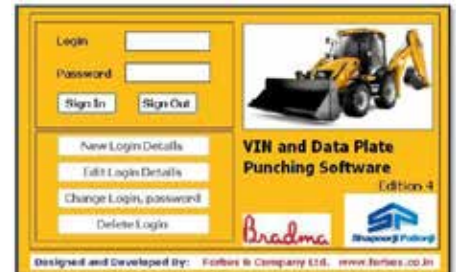 Login
Password
Sign In
Sign Out
New Login Details
Edit Login Details
Change Login, password
Delete Login
VIN and Data Plate
Punching Software
Edition 4
Bradma
SP
Shapoorji Pallonji
Designed and Developed By: Forbes & Company Ltd. www.forbes.co.in